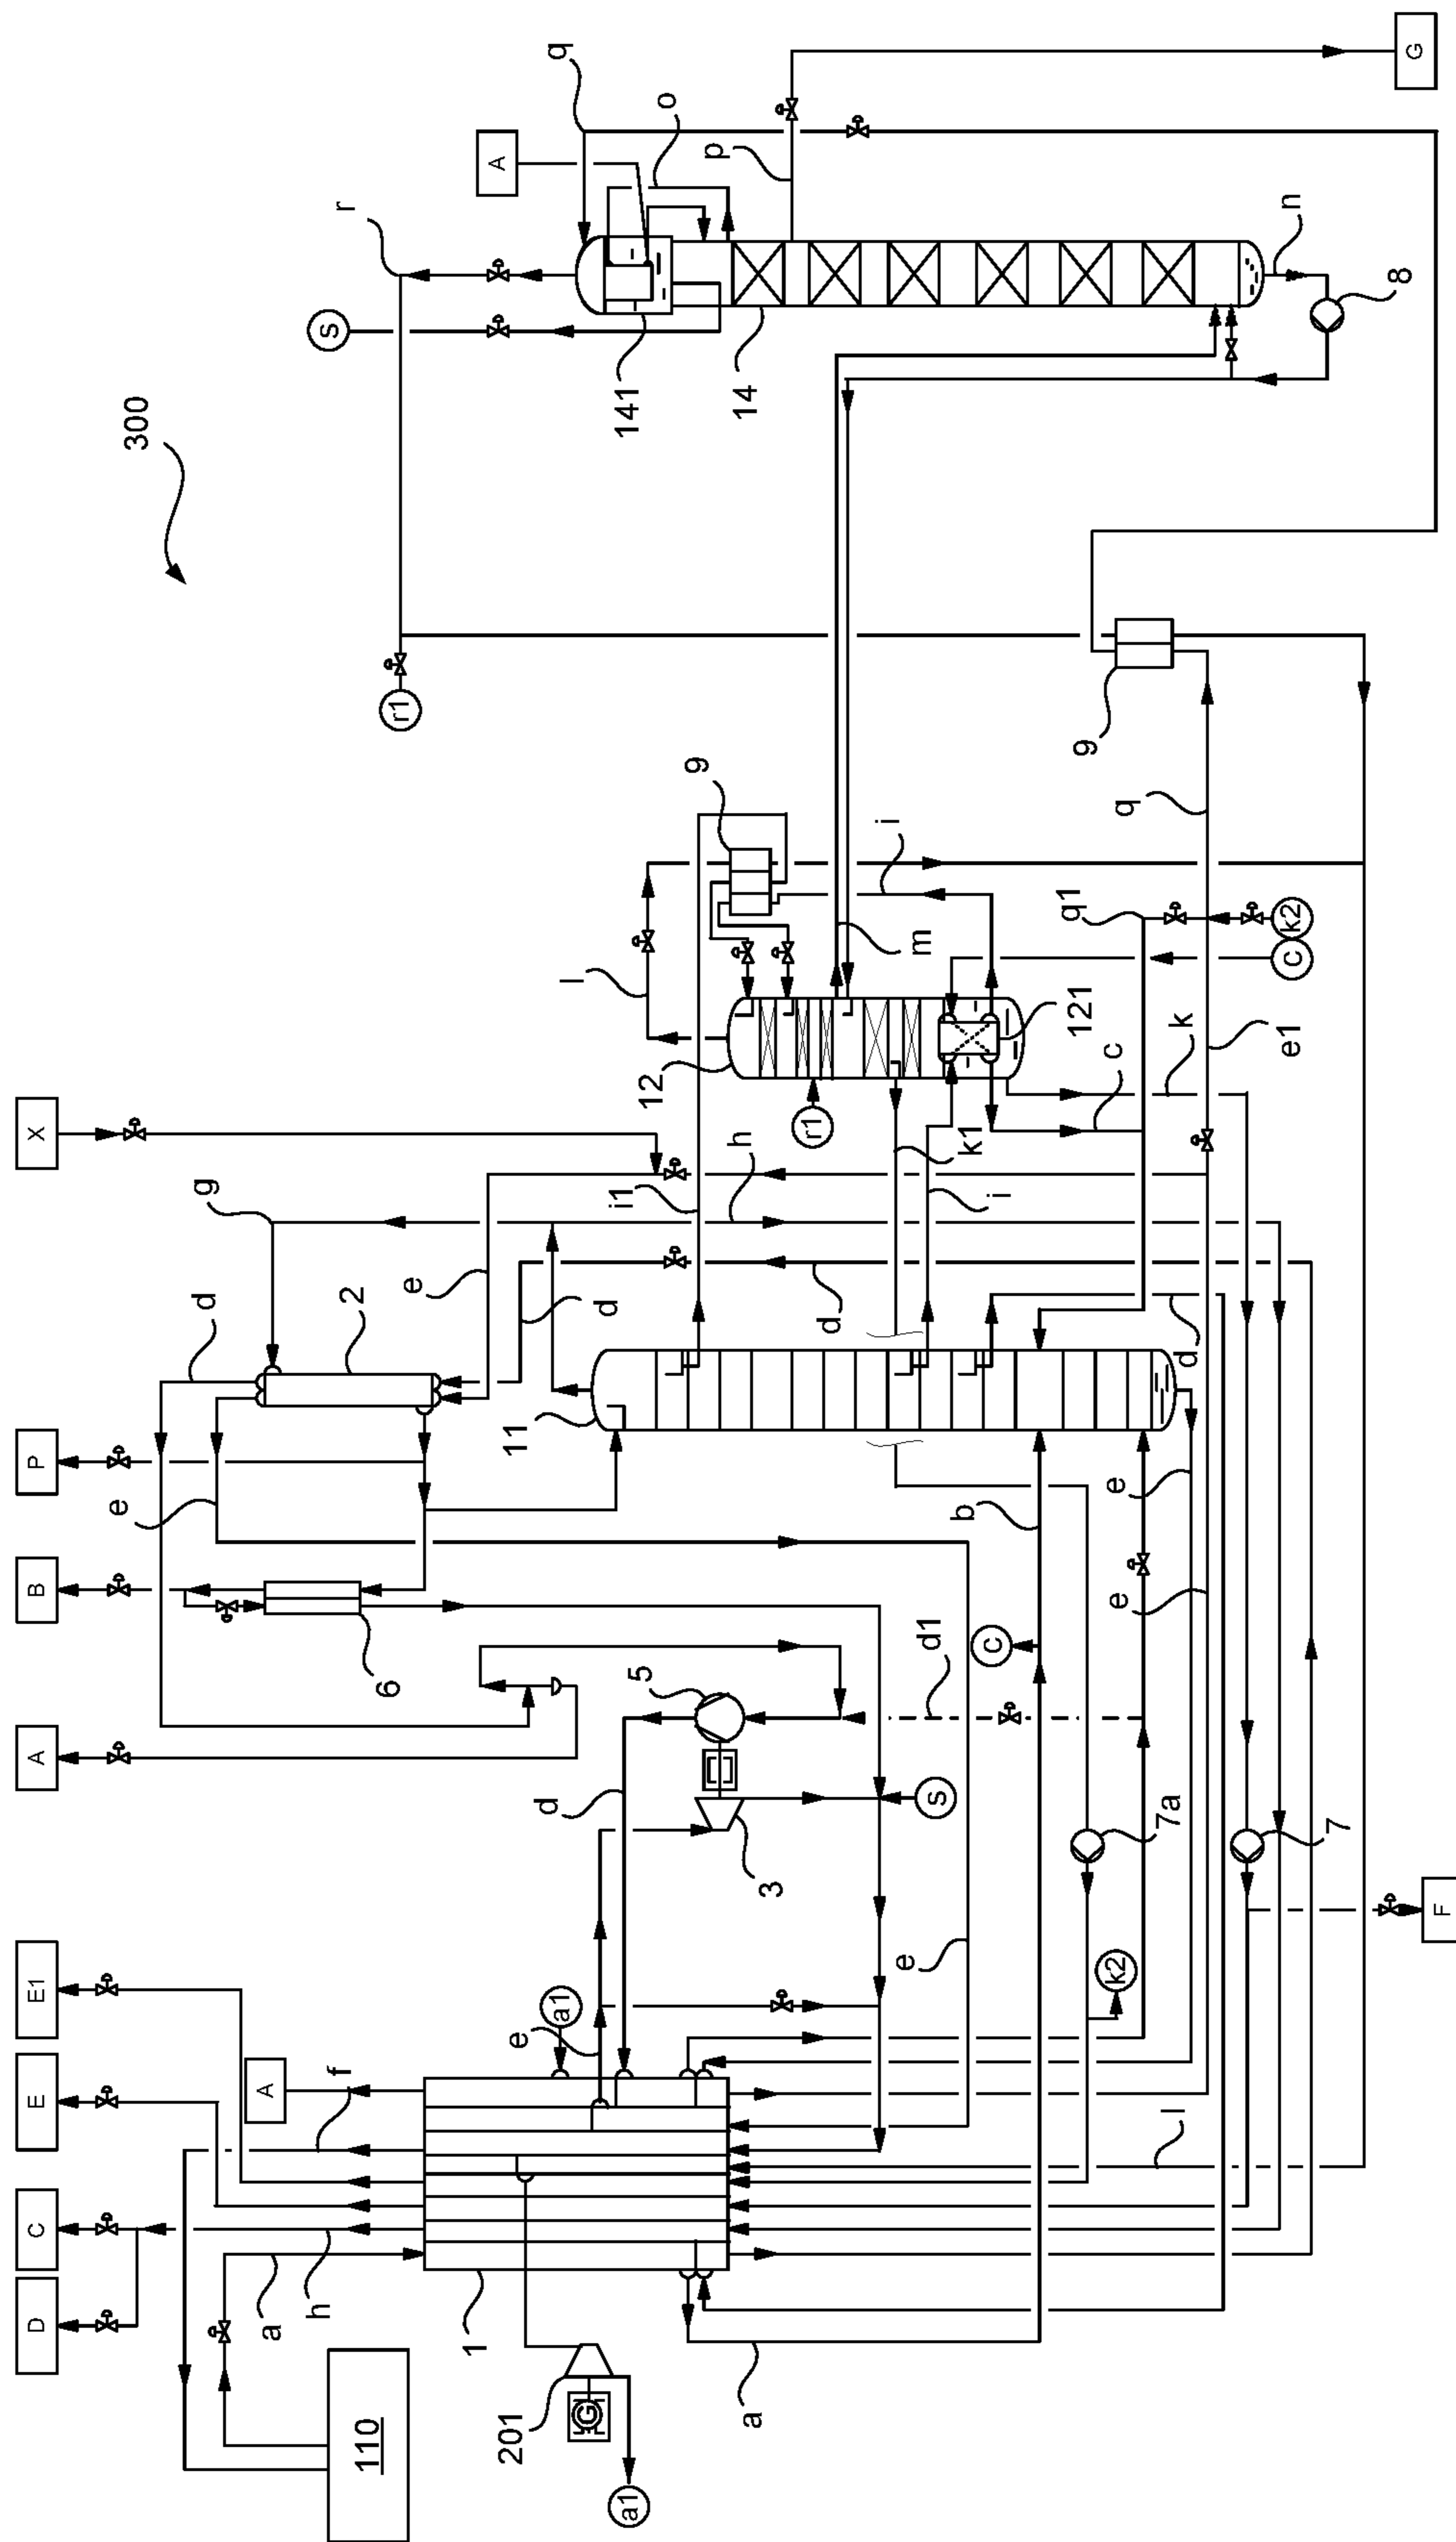 D C E E1 A B P X
e 300
d
g
a A
h f s r
2
110
6
r1
e
1 A
201 e 11
d q
a1
G
d l
a1 5 i1 141
12 o
9
p
h 14
a 3
r1
d
i
e s d1 m
b k1
C i
121 9
k2 e e c q1 q
k
l 7a d
e1 C k2 n
7 8
F G